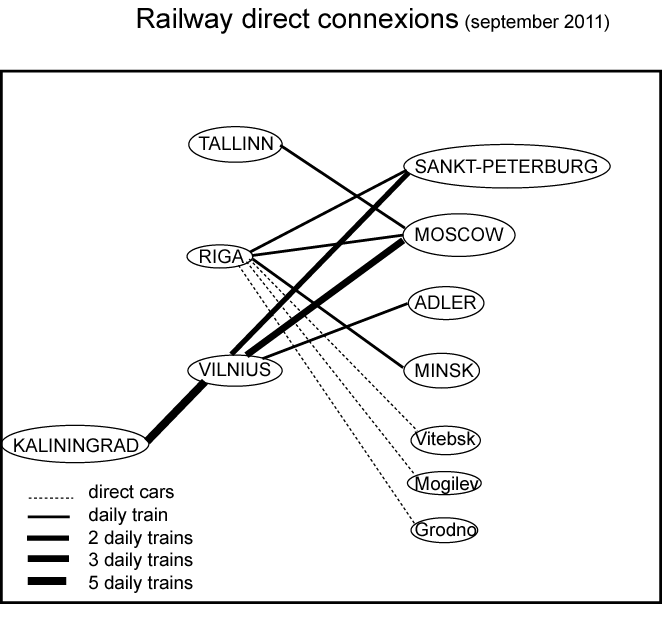 Railway direct connexions (september 2011)
TALLINN
SANKT-PETERBURG
MOSCOW
RIGA
ADLER
VILNIUS
MINSK
Vitebsk
KALININGRAD
Mogilev
direct cars
daily train
Grodno
2 daily trains
3 daily trains
5 daily trains